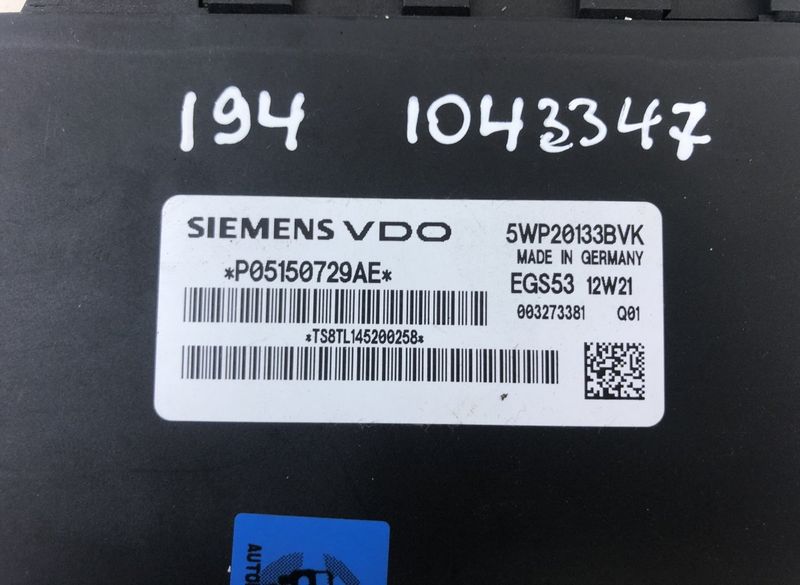 194 1043347
SIEMENS VDO 5WP20133BVK
MADE IN GERMANY
*P05150729AE* EGS53 12W21
003273381 Q01
*TS8TL145200258*